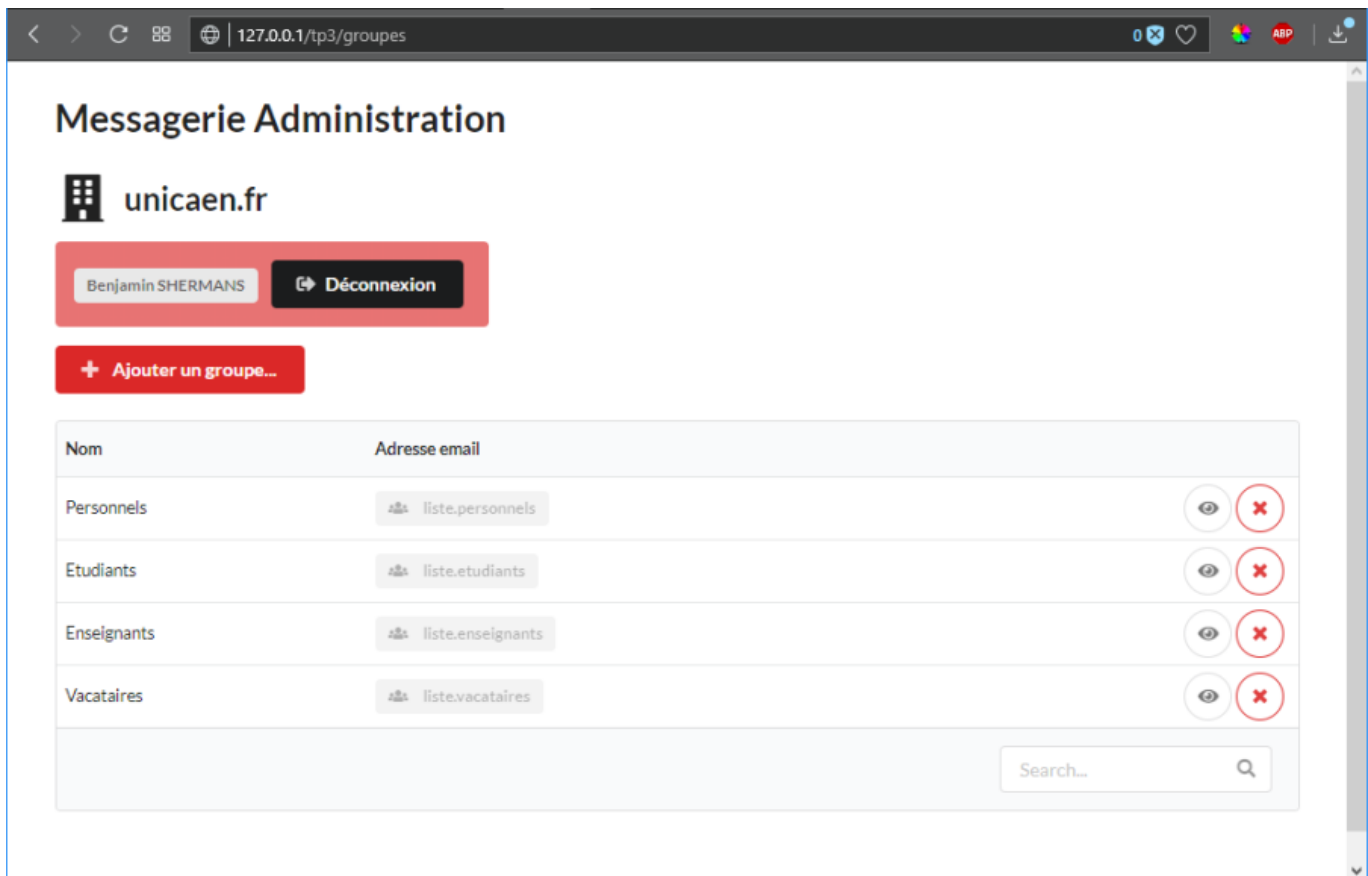 127.0.0.1/tp3/groupes 0 ABP
Messagerie Administration
unicaen.fr
Benjamin SHERMANS Déconnexion
Ajouter un groupe...
Nom Adresse email
Personnels liste.personnels
Etudiants liste.etudiants
Enseignants liste.enseignants
Vacataires liste.vacataires
Search...